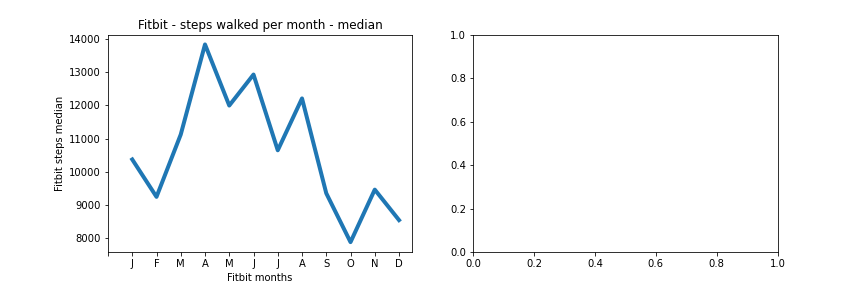 Fitbit - steps walked per month - median
14000
13000
12000
11000
10000
9000
8000
Fitbit steps median
J F M A M J J A S O N D
Fitbit months
1.0
0.8
0.6
0.4
0.2
0.0
0.0 0.2 0.4 0.6 0.8 1.0